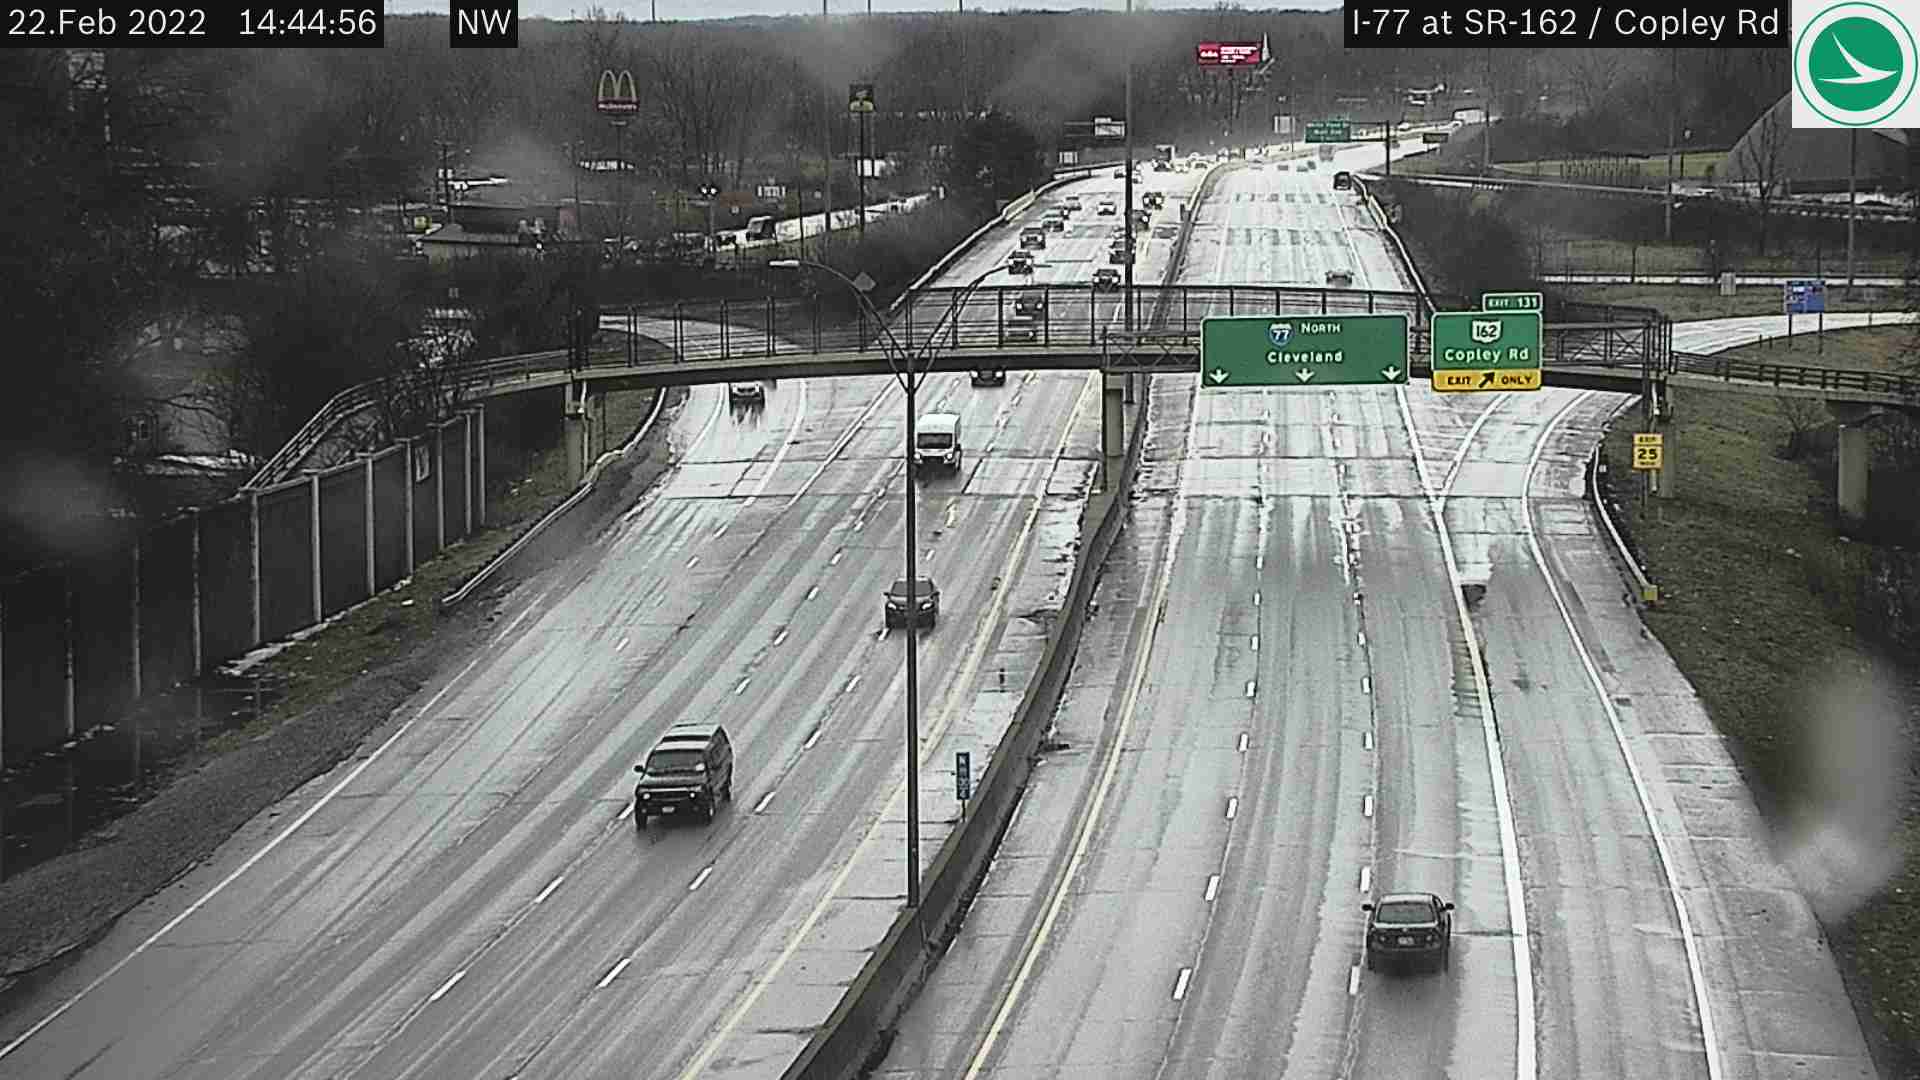 22.Feb 2022 14:44:56
NW
I-77 at SR-162 / Copley Rd
McDonald's
EXIT 131
77 NORTH
Cleveland
162
Copley Rd
EXIT ONLY
EXIT
25